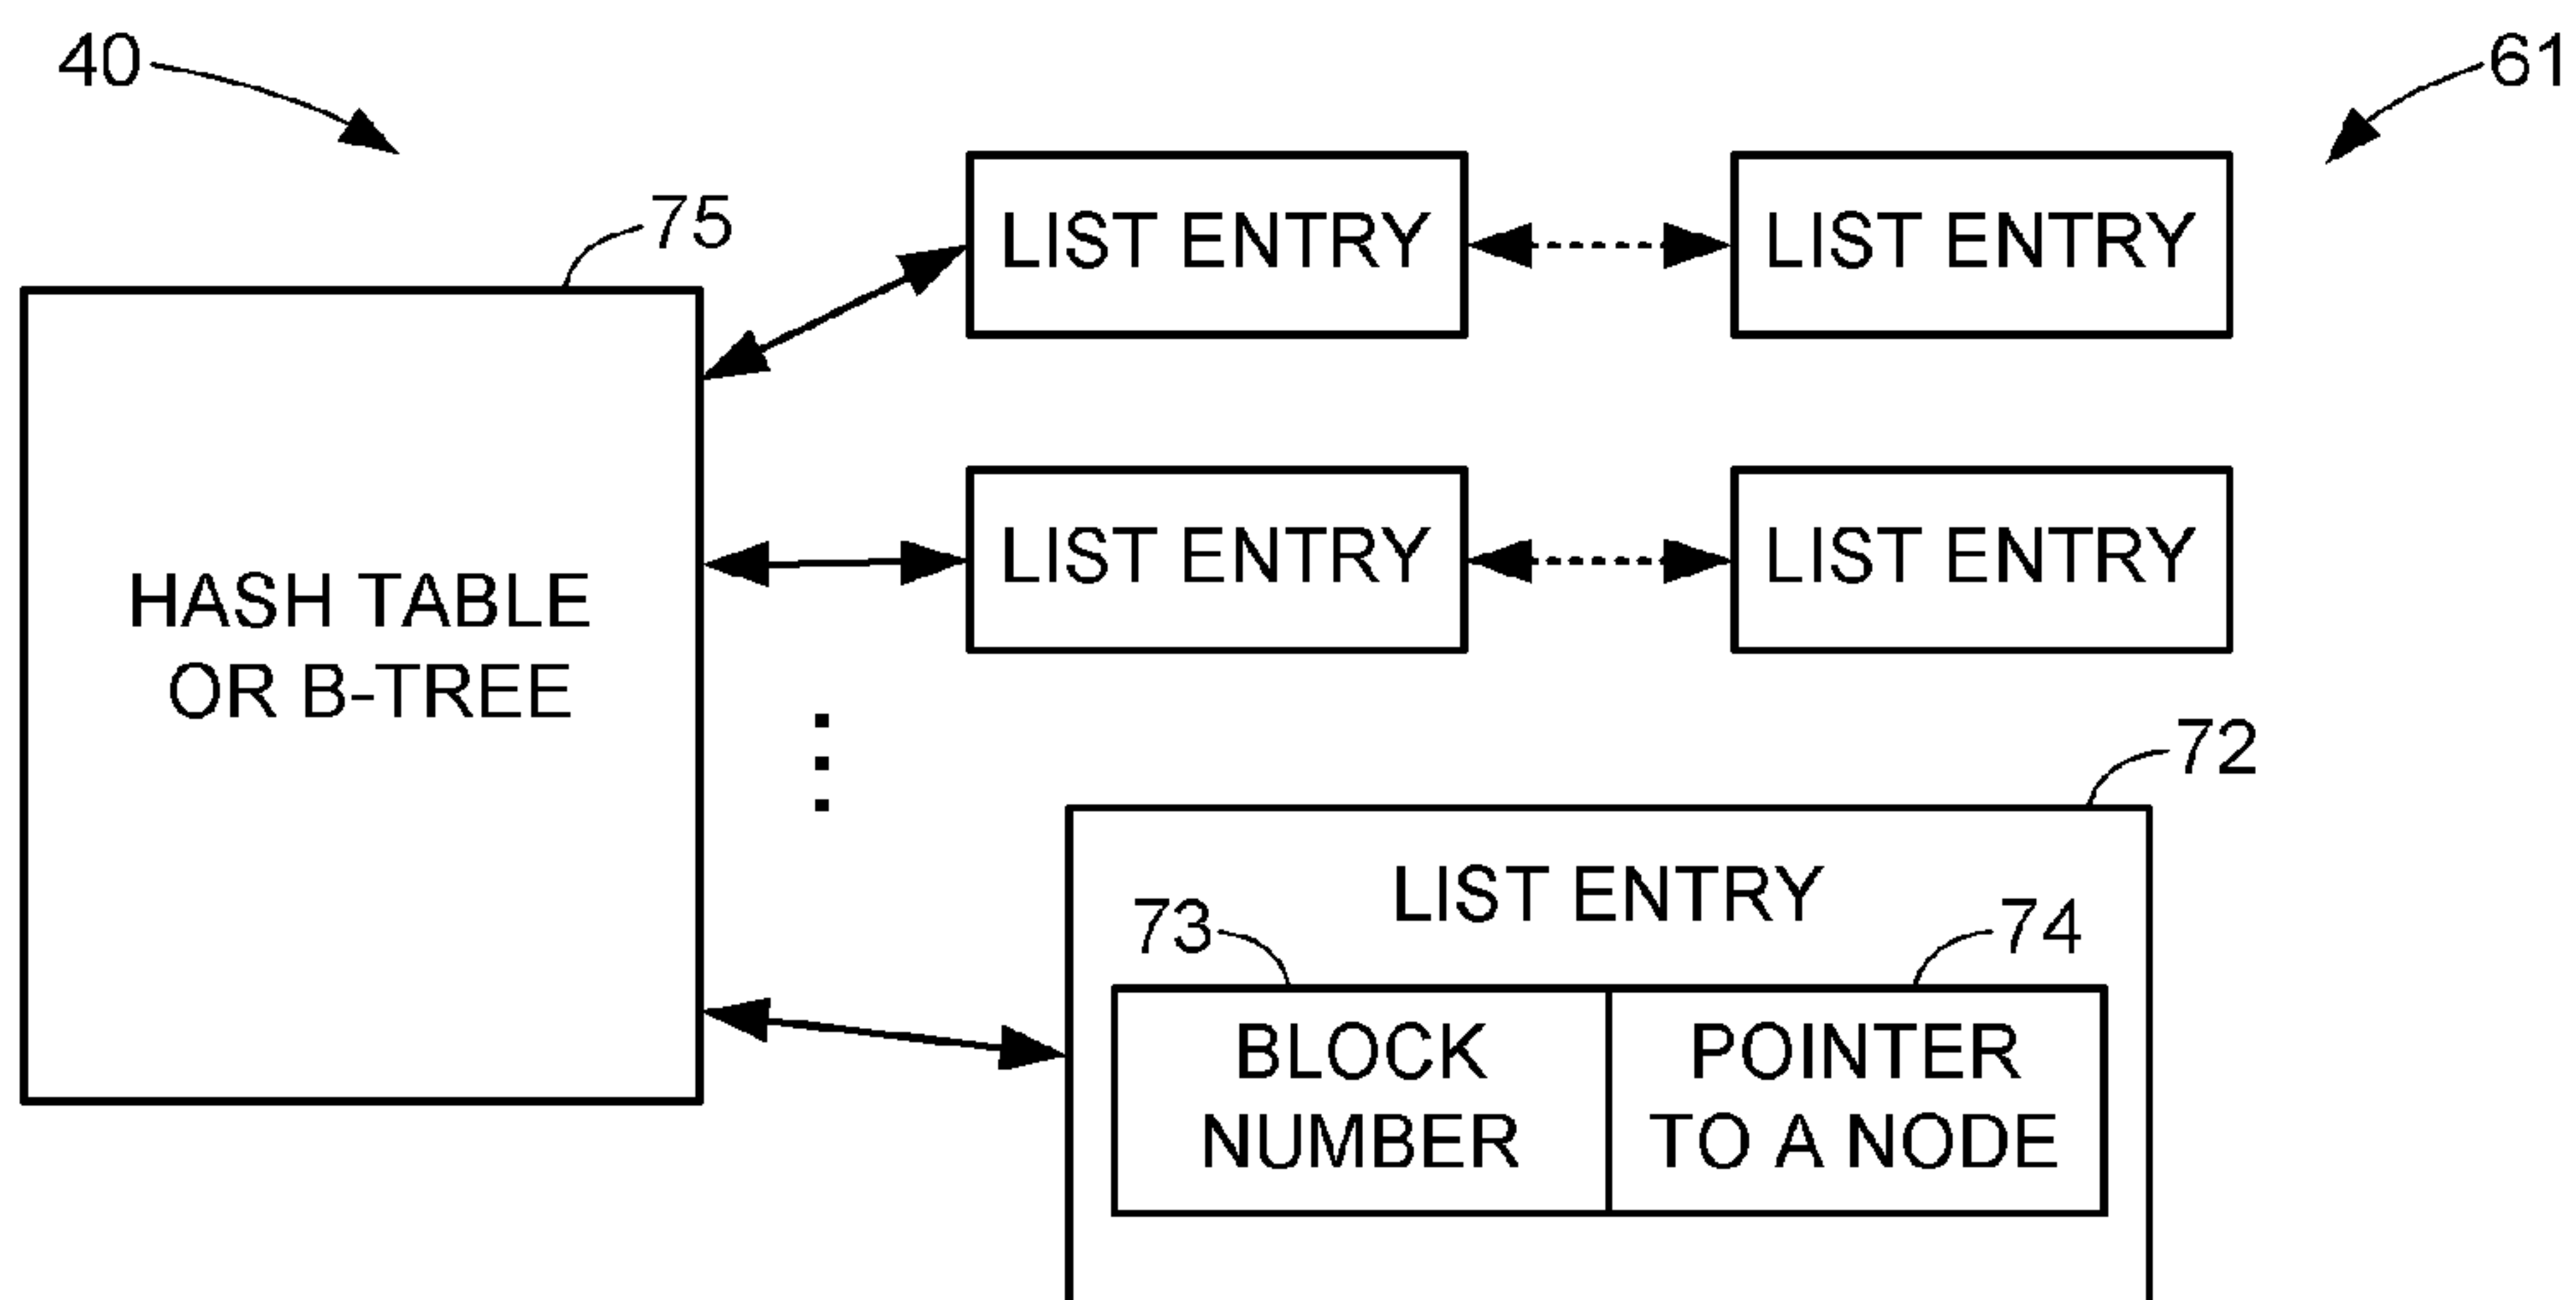 40
61
75
LIST ENTRY
LIST ENTRY
HASH TABLE
OR B-TREE
LIST ENTRY
LIST ENTRY
72
LIST ENTRY
73
74
BLOCK
NUMBER
POINTER
TO A NODE